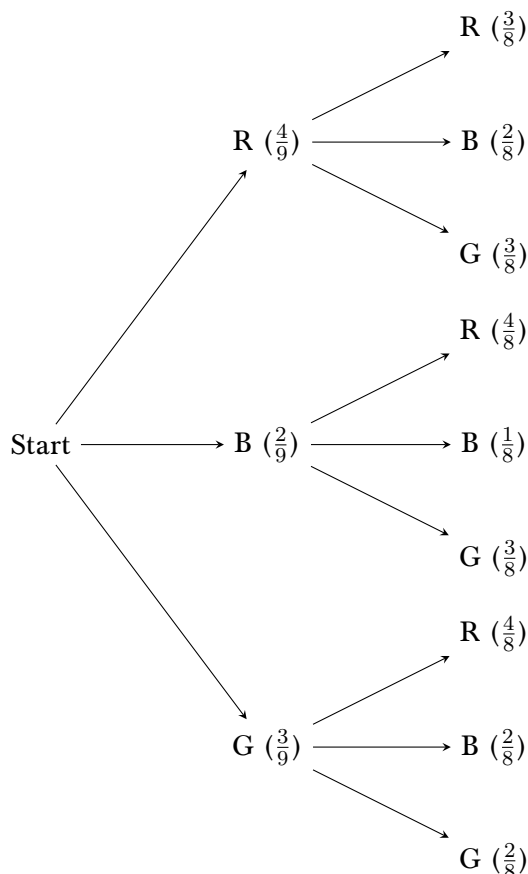 R (3/8)
R (4/9)
B (2/8)
G (3/8)
R (4/8)
Start
B (2/9)
B (1/8)
G (3/8)
R (4/8)
G (3/9)
B (2/8)
G (2/8)